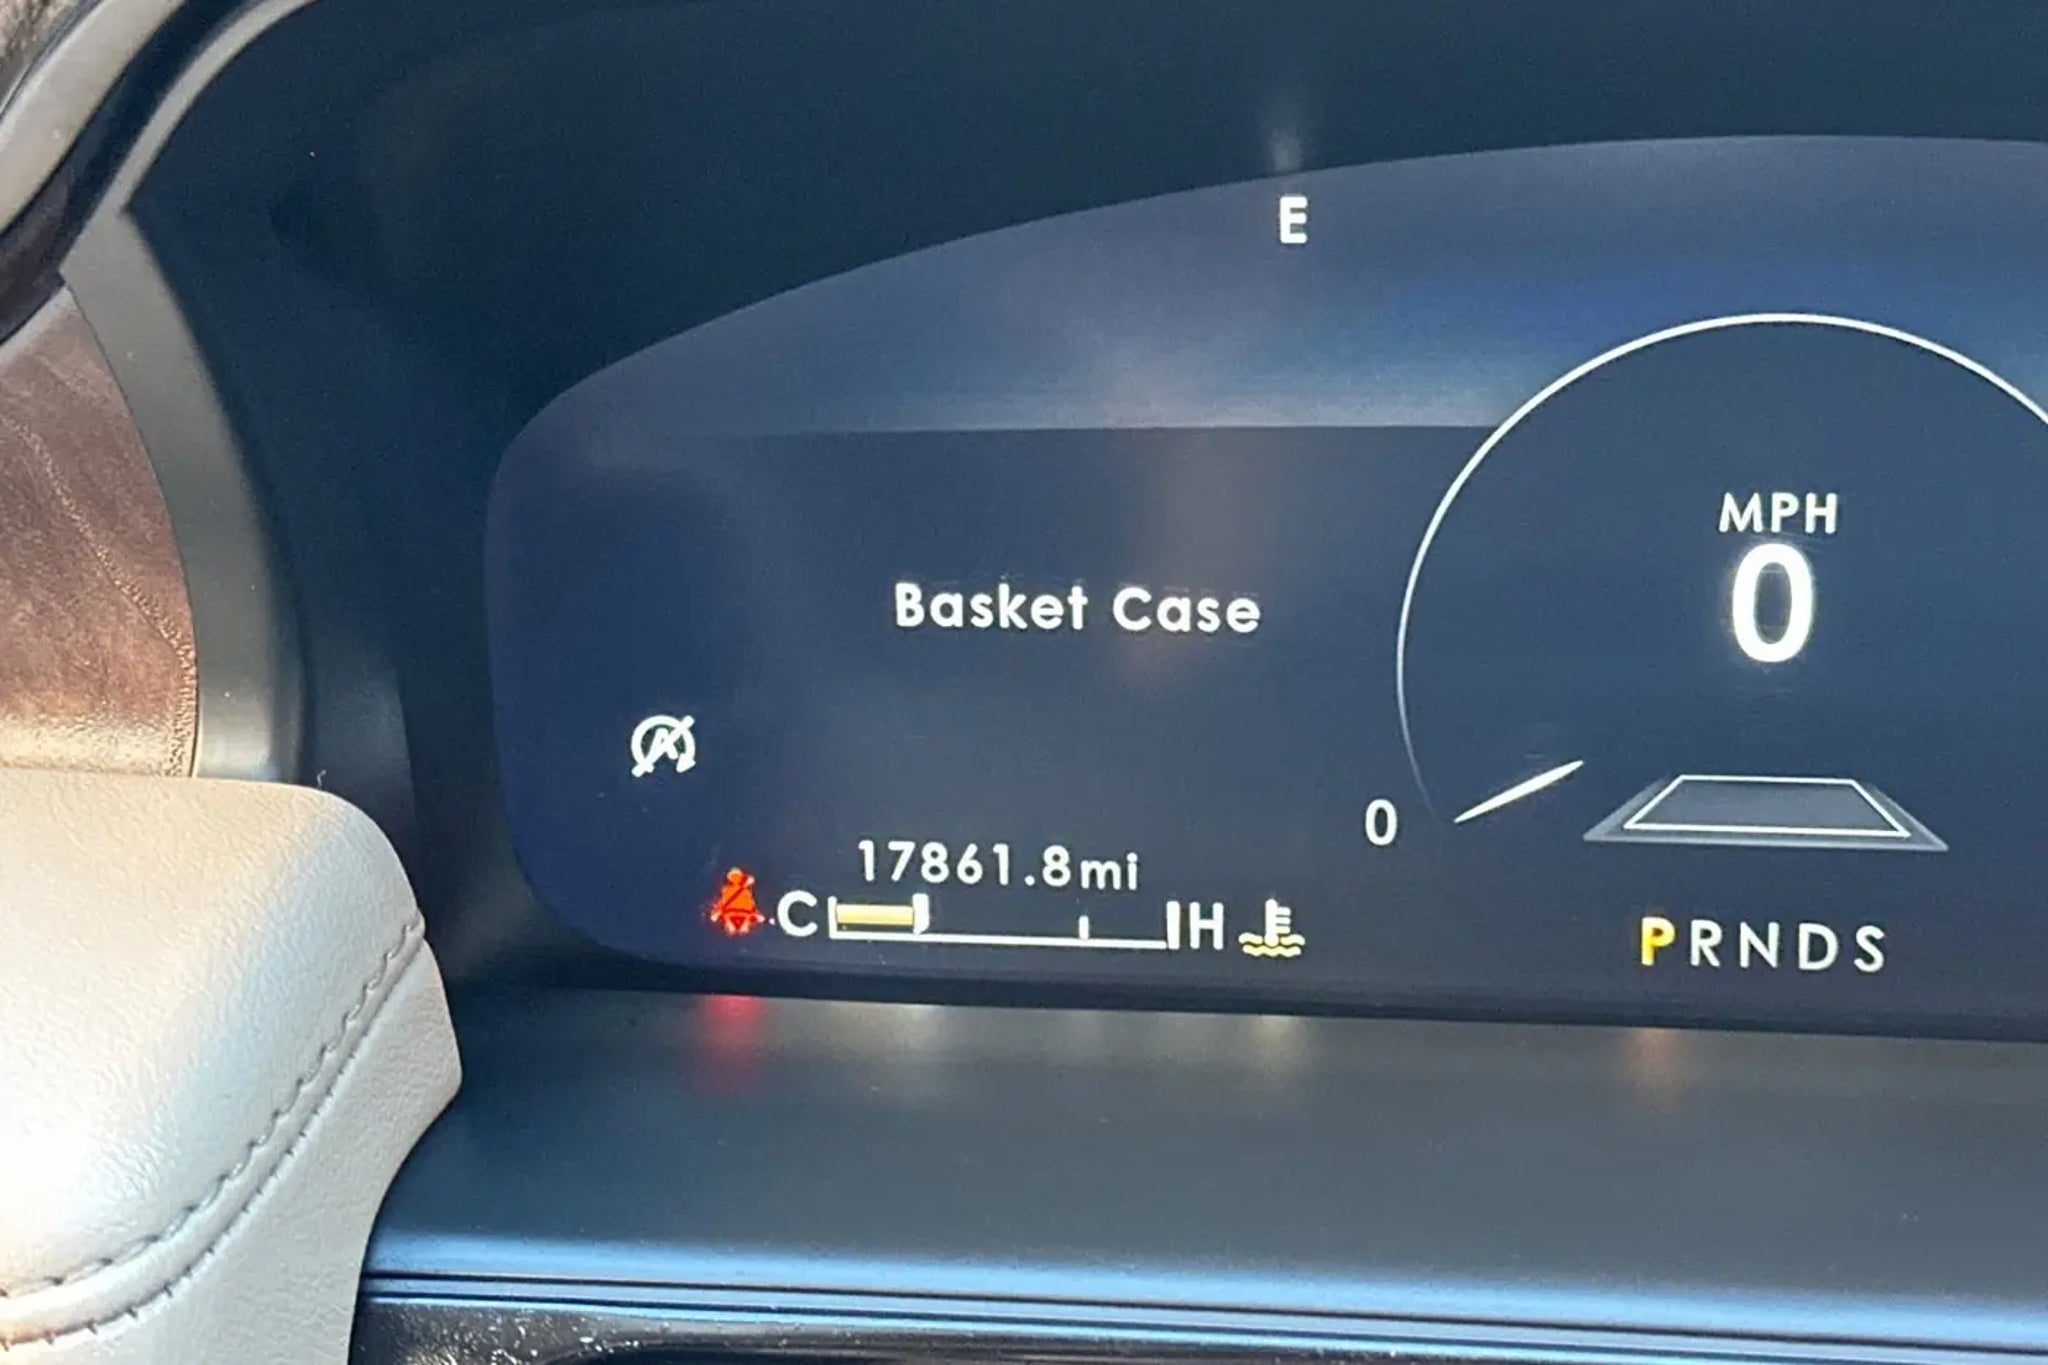 E
MPH
0
Basket Case
0
17861.8mi
C H
PRNDS